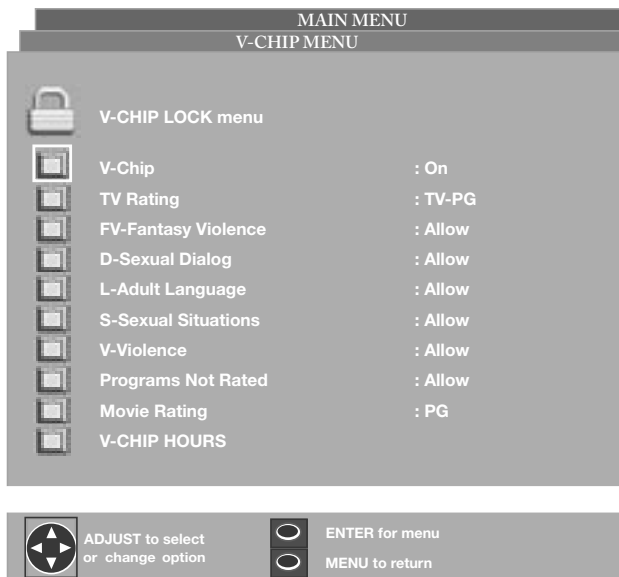 MAIN MENU
V-CHIP MENU
V-CHIP LOCK menu
V-Chip : On
TV Rating : TV-PG
FV-Fantasy Violence : Allow
D-Sexual Dialog : Allow
L-Adult Language : Allow
S-Sexual Situations : Allow
V-Violence : Allow
Programs Not Rated : Allow
Movie Rating : PG
V-CHIP HOURS
ADJUST to select
or change option
ENTER for menu
MENU to return